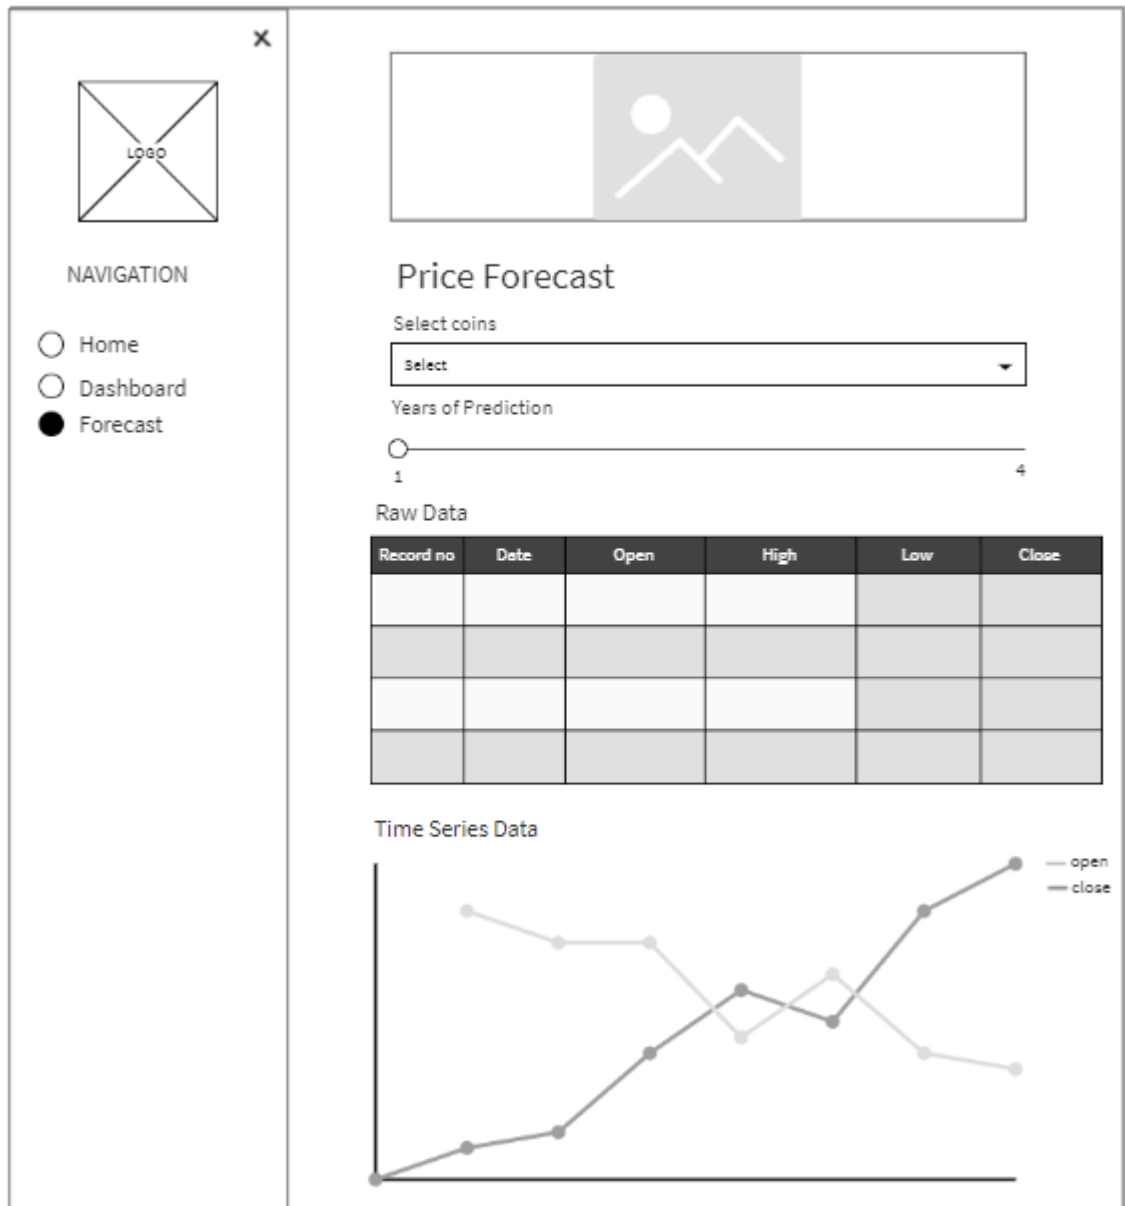 LOGO
NAVIGATION
Home
Dashboard
Forecast
Price Forecast
Select coins
Select
Years of Prediction
1 4
Raw Data
Record no Date Open High Low Close
Time Series Data
open
close